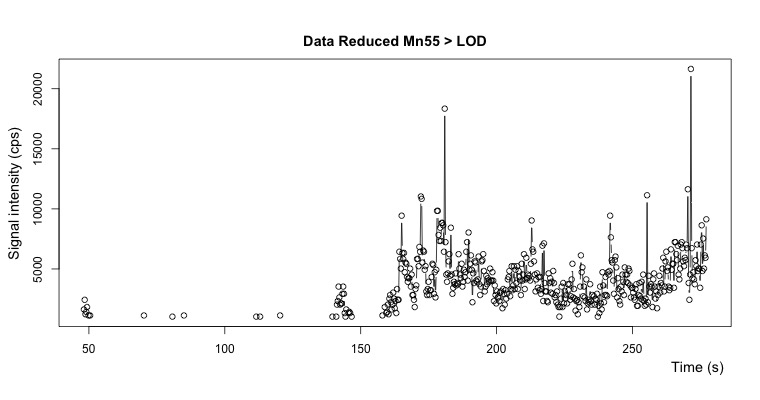 Data Reduced Mn55 > LOD
Signal intensity (cps)
20000
15000
10000
5000
50 100 150 200 250
Time (s)